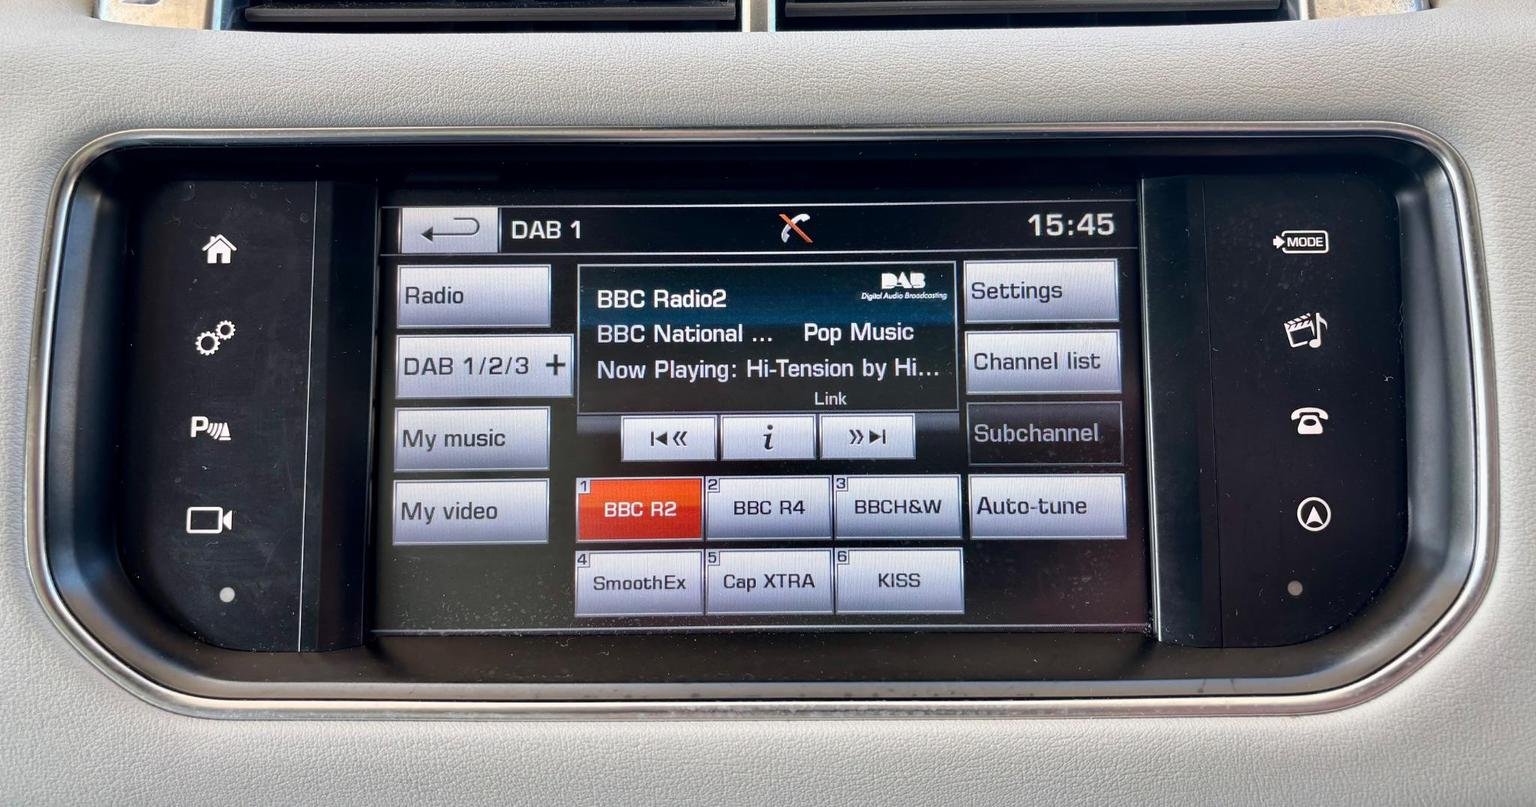 DAB 1
15:45
MODE
Radio
DAB 1/2/3 +
My music
My video
BBC Radio2
DAB
Digital Audio Broadcasting
BBC National ... Pop Music
Now Playing: Hi-Tension by Hi...
Link
i
Settings
Channel list
Subchannel
Auto-tune
1 BBC R2
2 BBC R4
3 BBCH&W
4 SmoothEx
5 Cap XTRA
6 KISS
P